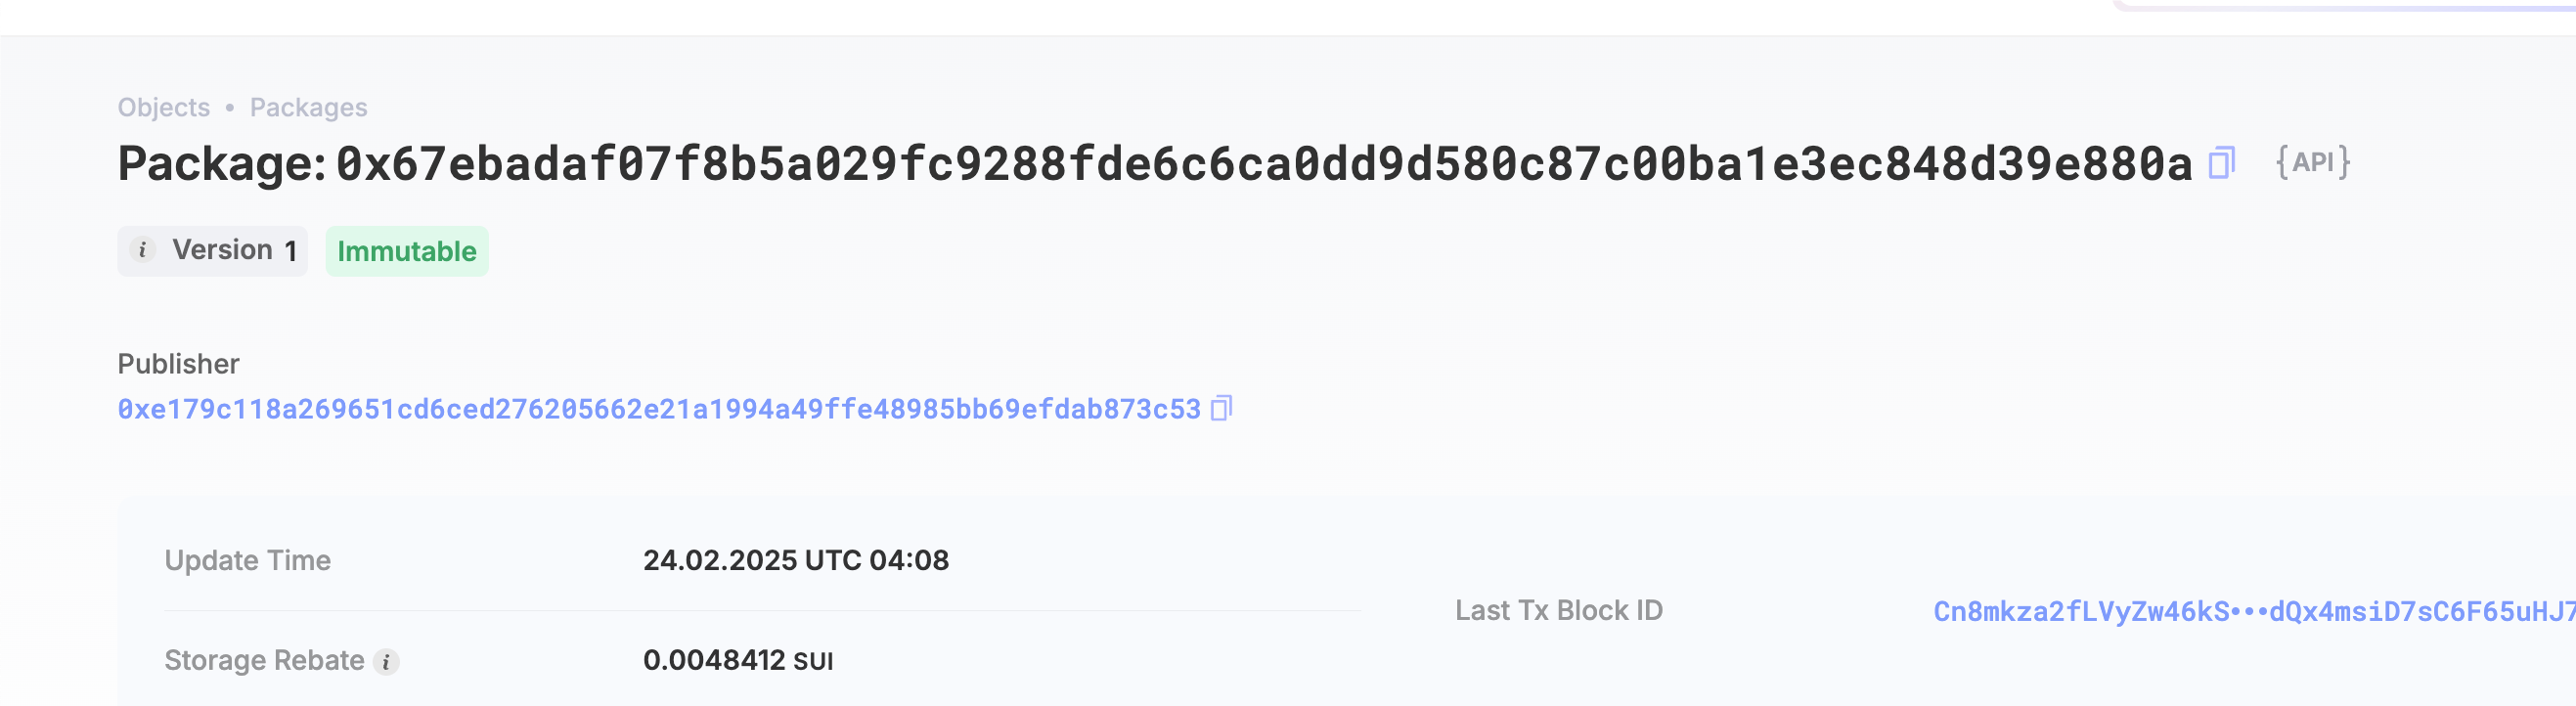 Objects • Packages
Package: 0x67ebadaf07f8b5a029fc9288fde6c6ca0dd9d580c87c00ba1e3ec848d39e880a {API}
i Version 1 Immutable
Publisher
0xe179c118a269651cd6ced276205662e21a1994a49ffe48985bb69efdab873c53
Update Time 24.02.2025 UTC 04:08
Last Tx Block ID Cn8mkza2fLVyZw46kS•••dQx4msiD7sC6F65uHJ7
Storage Rebate i 0.0048412 SUI